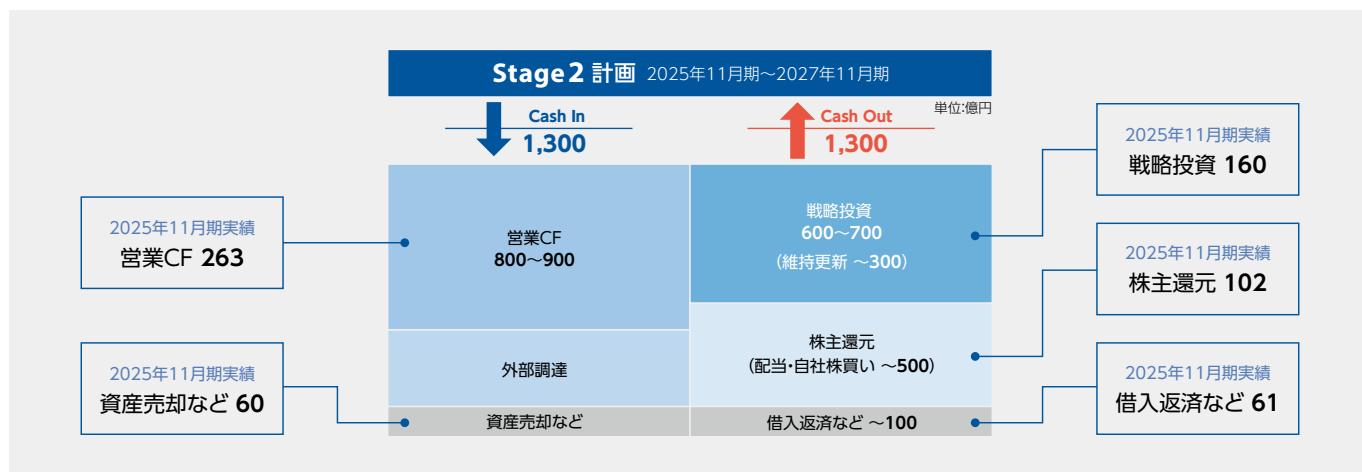 Stage2 計画 2025年11月期～2027年11月期
単位:億円
Cash In
1,300
Cash Out
1,300
2025年11月期実績
営業CF 263
2025年11月期実績
資産売却など 60
営業CF
800～900
外部調達
資産売却など
戦略投資
600～700
（維持更新 ～300）
株主還元
（配当・自社株買い ～500）
借入返済など ～100
2025年11月期実績
戦略投資 160
2025年11月期実績
株主還元 102
2025年11月期実績
借入返済など 61